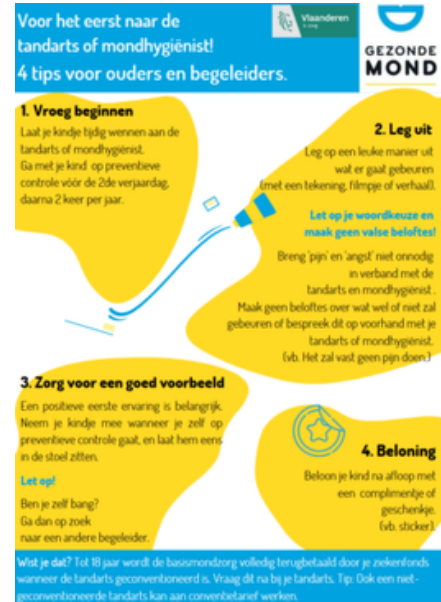 Voor het eerst naar de
tandarts of mondhygiënist!
4 tips voor ouders en begeleiders.
Vlaanderen
GEZONDE
MOND
1. Vroeg beginnen
Laat je kindje tijdig wennen aan de
tandarts of mondhygiënist.
Ga met je kind op preventieve
controle vóór de 2de verjaardag,
daarna 2 keer per jaar.
2. Leg uit
Leg op een leuke manier uit
wat er gaat gebeuren
(met een tekening, filmpje of verhaal).
Let op je woordkeuze en
maak geen valse beloftes!
Breng 'pijn' en 'angst' niet onnodig
in verband met de
tandarts en mondhygiënist .
Maak geen beloftes over wat wel of niet zal
gebeuren of bespreek dit op voorhand met je
tandarts of mondhygiënist.
(vb. Het zal vast geen pijn doen.)
3. Zorg voor een goed voorbeeld
Een positieve eerste ervaring is belangrijk.
Neem je kindje mee wanneer je zelf op
preventieve controle gaat, en laat hem eens
in de stoel zitten.
Let op!
Ben je zelf bang?
Ga dan op zoek
naar een andere begeleider.
4. Beloning
Beloon je kind na afloop met
een complimentje of
geschenkje.
(vb. sticker).
Wist je dat? Tot 18 jaar wordt de basismondzorg volledig terugbetaald door je ziekenfonds
wanneer de tandarts geconventioneerd is. Vraag dit na bij je tandarts. Tip: Ook een niet-
geconventioneerde tandarts kan aan conventietarief werken.